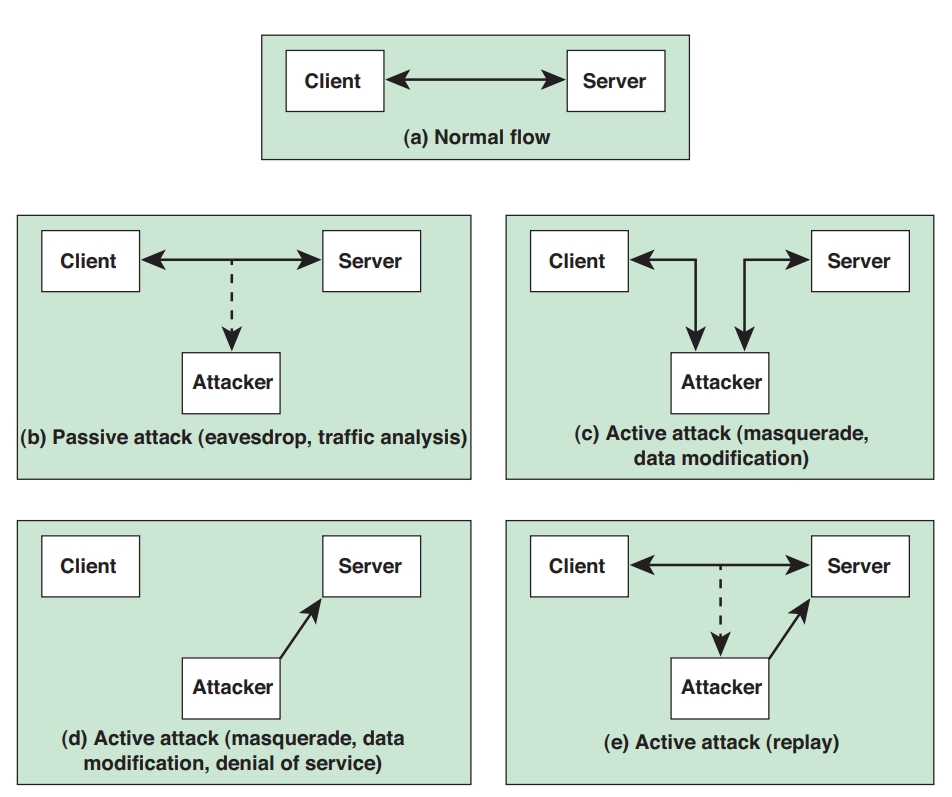 Client
Server
(a) Normal flow
Client
Server
Attacker
(b) Passive attack (eavesdrop, traffic analysis)
Client
Server
Attacker
(c) Active attack (masquerade,
data modification)
Client
Server
Attacker
(d) Active attack (masquerade, data
modification, denial of service)
Client
Server
Attacker
(e) Active attack (replay)